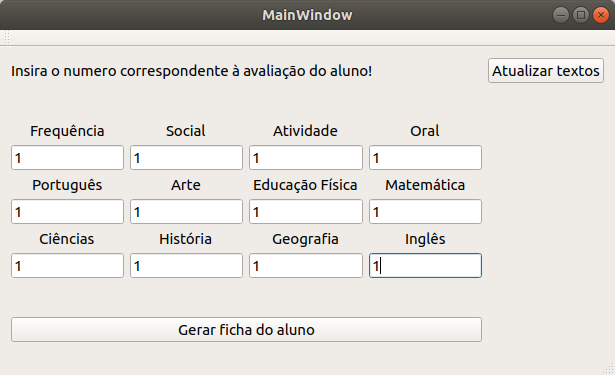 MainWindow
Insira o numero correspondente à avaliação do aluno! Atualizar textos
Frequência Social Atividade Oral
1 1 1 1
Português Arte Educação Física Matemática
1 1 1 1
Ciências História Geografia Inglês
1 1 1 1
Gerar ficha do aluno